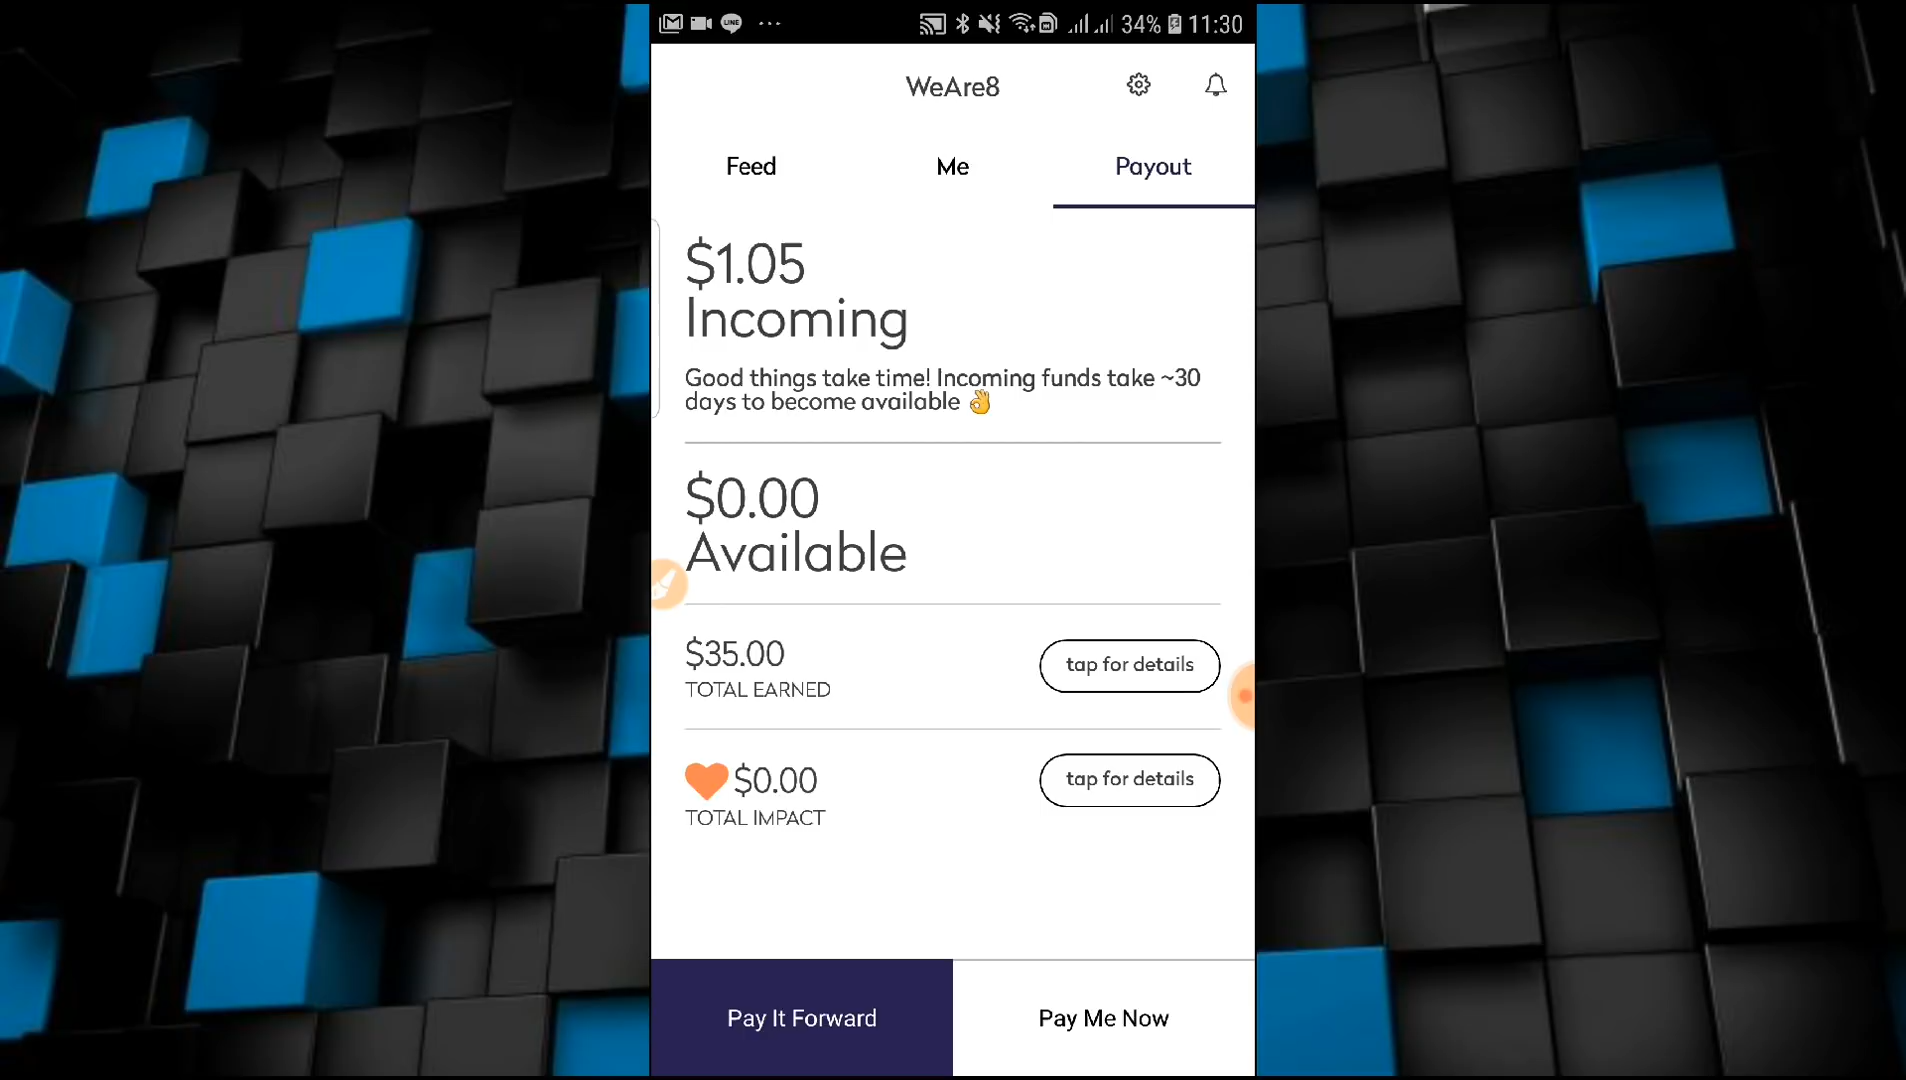 LINE
34% 11:30
WeAre8
Feed Me Payout
$1.05
Incoming
Good things take time! Incoming funds take ~30
days to become available 👌
$0.00
Available
$35.00
TOTAL EARNED
tap for details
$0.00
TOTAL IMPACT
tap for details
Pay It Forward Pay Me Now